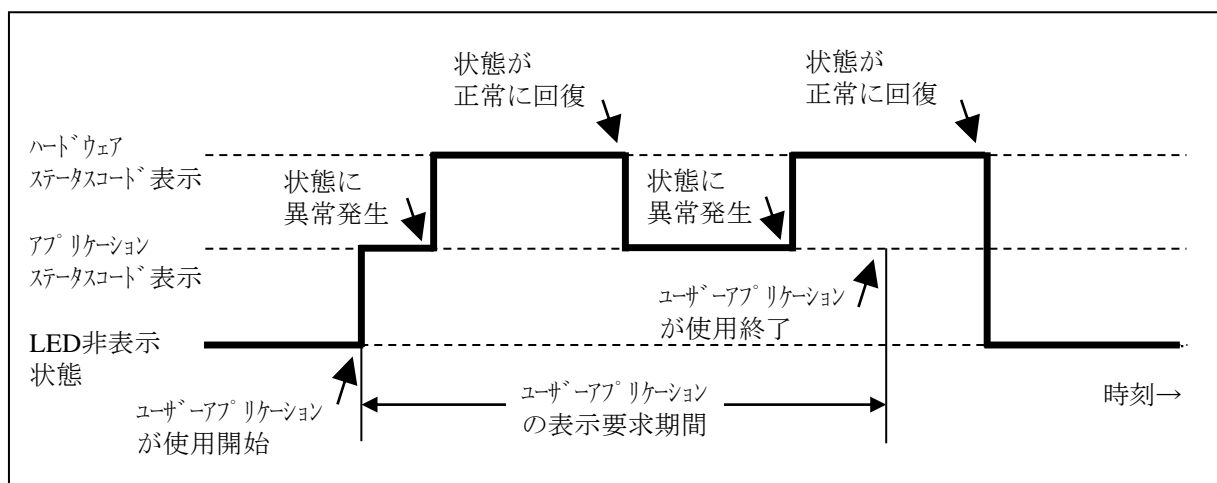 状態が
正常に回復
状態が
正常に回復
ﾊｰﾄﾞｳｪｱ
ｽﾃｰﾀｽｺｰﾄﾞ表示
状態に
異常発生
状態に
異常発生
ｱﾌﾟﾘｹｰｼｮﾝ
ｽﾃｰﾀｽｺｰﾄﾞ表示
ﾕｰｻﾞｰｱﾌﾟﾘｹｰｼｮﾝ
が使用終了
LED非表示
状態
ﾕｰｻﾞｰｱﾌﾟﾘｹｰｼｮﾝ
が使用開始
ﾕｰｻﾞｰｱﾌﾟﾘｹｰｼｮﾝ
の表示要求期間
時刻→